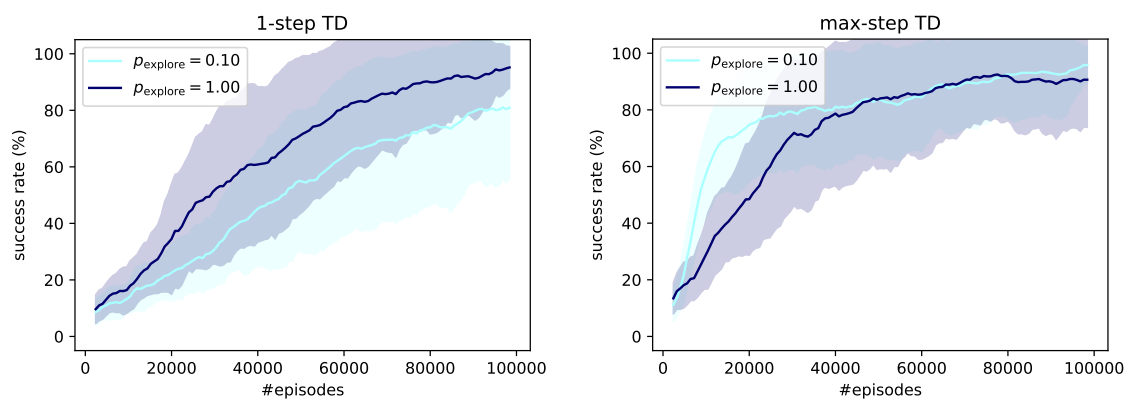 1-step TD
success rate (%)
100
80
60
40
20
0
p_explore = 0.10
p_explore = 1.00
0 20000 40000 60000 80000 100000
#episodes
max-step TD
success rate (%)
100
80
60
40
20
0
p_explore = 0.10
p_explore = 1.00
0 20000 40000 60000 80000 100000
#episodes